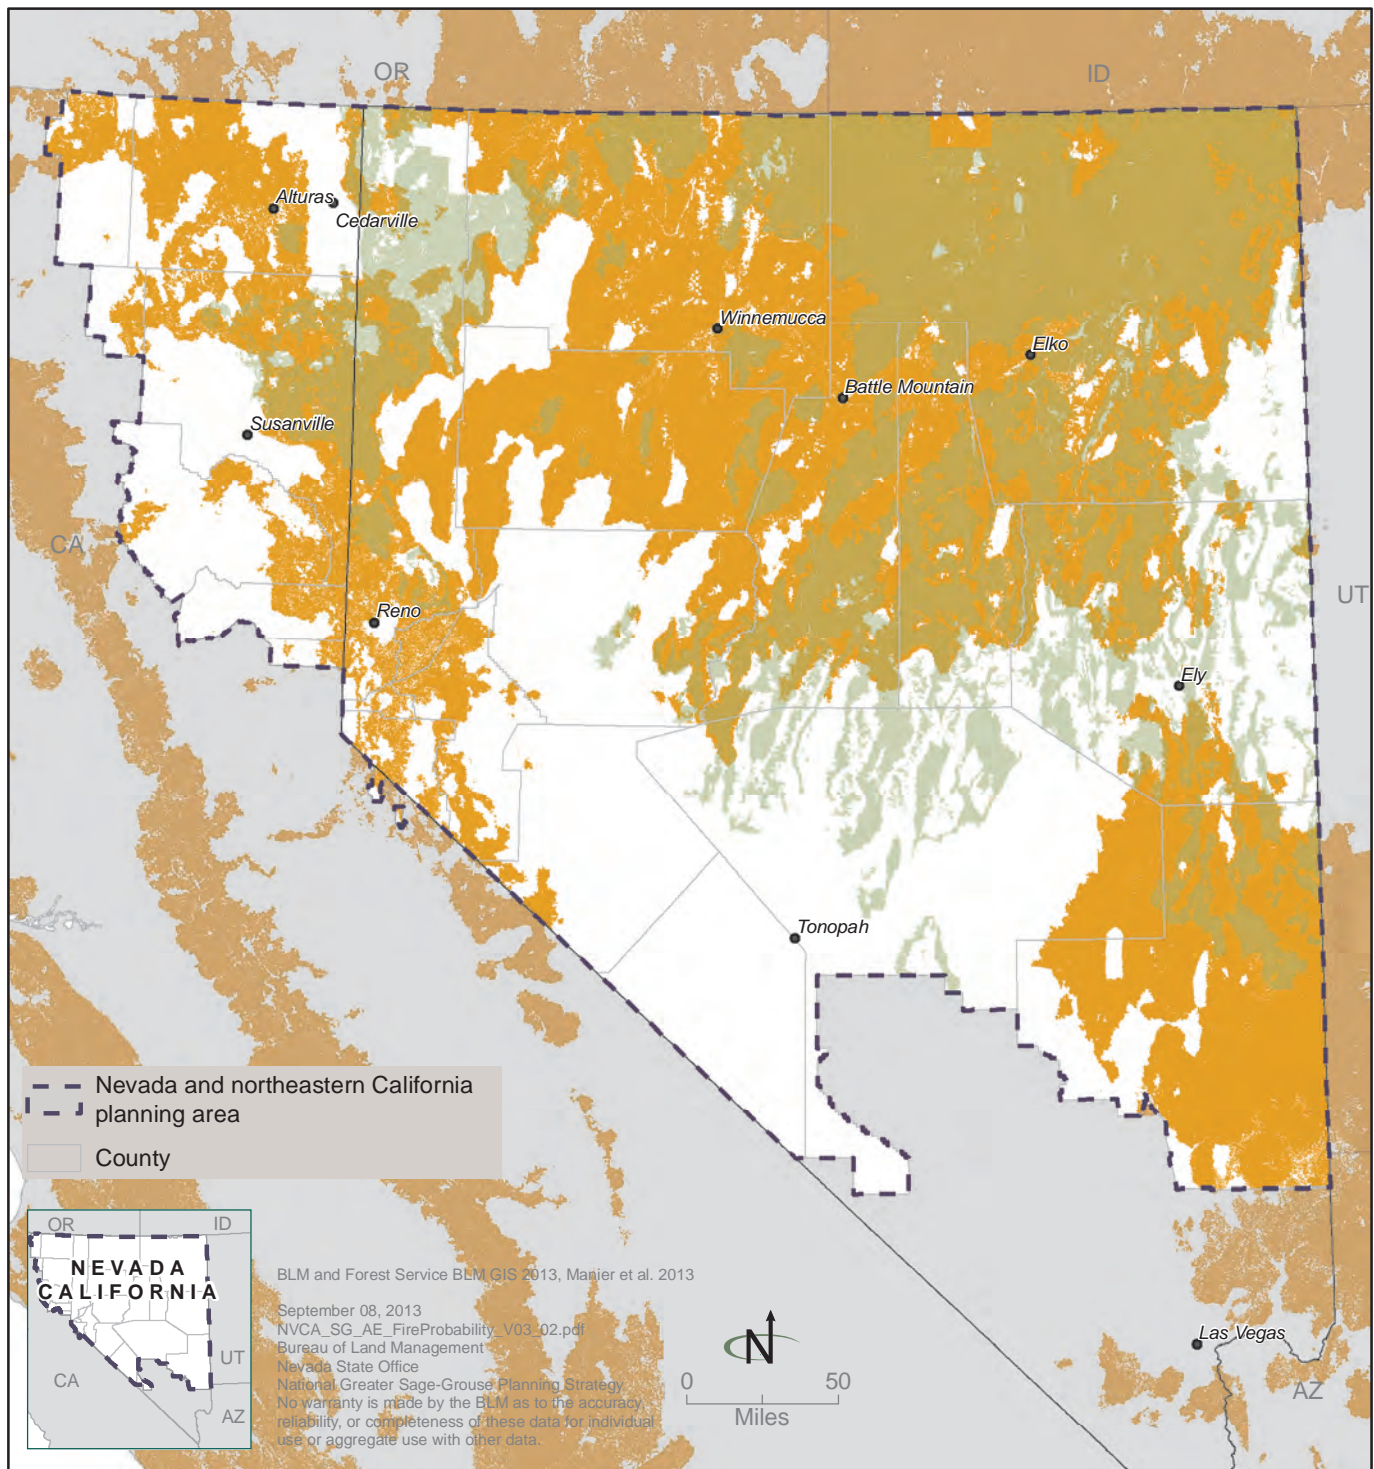 OR
ID
Alturas
Cedarville
Winnemucca
Elko
Battle Mountain
Susanville
CA
UT
Reno
Ely
Tonopah
Nevada and northeastern California
planning area
County
OR
ID
NEVADA
CALIFORNIA
UT
CA
AZ
BLM and Forest Service BLM GIS 2013, Manier et al. 2013
September 08, 2013
NVCA_SG_AE_FireProbability_V03_02.pdf
Bureau of Land Management
Nevada State Office
National Greater Sage-Grouse Planning Strategy
No warranty is made by the BLM as to the accuracy,
reliability, or completeness of these data for individual
use or aggregate use with other data.
N
0 50
Miles
Las Vegas
AZ